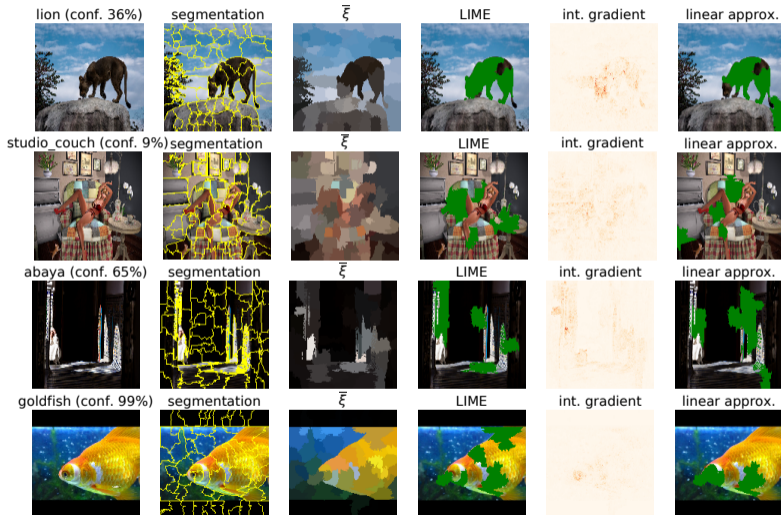 lion (conf. 36%) segmentation ξ̅ LIME int. gradient linear approx.
studio_couch (conf. 9%) segmentation ξ̅ LIME int. gradient linear approx.
abaya (conf. 65%) segmentation ξ̅ LIME int. gradient linear approx.
goldfish (conf. 99%) segmentation ξ̅ LIME int. gradient linear approx.